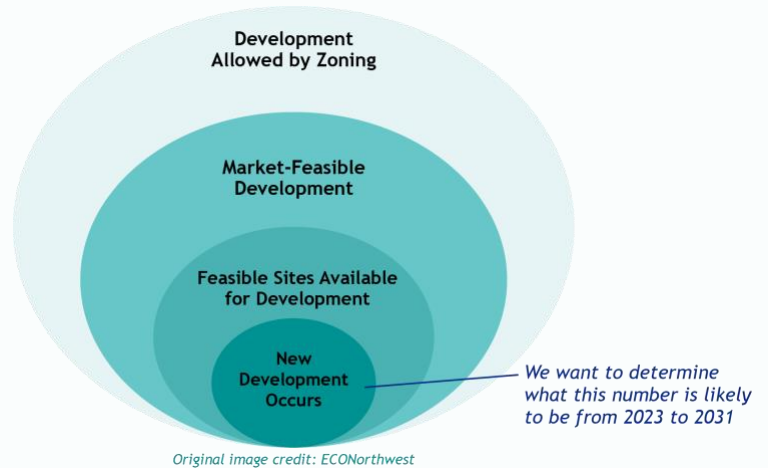 Development
Allowed by Zoning
Market-Feasible
Development
Feasible Sites Available
for Development
New
Development
Occurs
We want to determine
what this number is likely
to be from 2023 to 2031
Original image credit: ECONorthwest